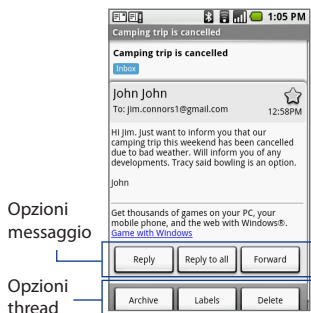 1:05 PM
Camping trip is cancelled
Camping trip is cancelled
Inbox
John John
To: jim.connors1@gmail.com
12:58PM
Hi Jim. Just want to inform you that our
camping trip this weekend has been cancelled
due to bad weather. Will inform you of any
developments. Tracy said bowling is an option.
John
Get thousands of games on your PC, your
mobile phone, and the web with Windows®.
Game with Windows
Opzioni
messaggio
Reply Reply to all Forward
Opzioni
thread
Archive Labels Delete